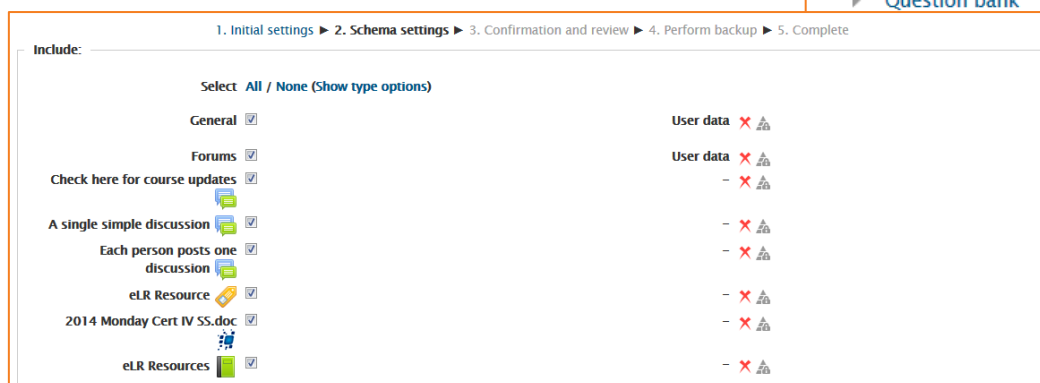 Question bank
1. Initial settings ► 2. Schema settings ► 3. Confirmation and review ► 4. Perform backup ► 5. Complete
Include:
Select All / None (Show type options)
General User data
Forums User data
Check here for course updates –
A single simple discussion –
Each person posts one –
discussion
eLR Resource –
2014 Monday Cert IV SS.doc –
eLR Resources –